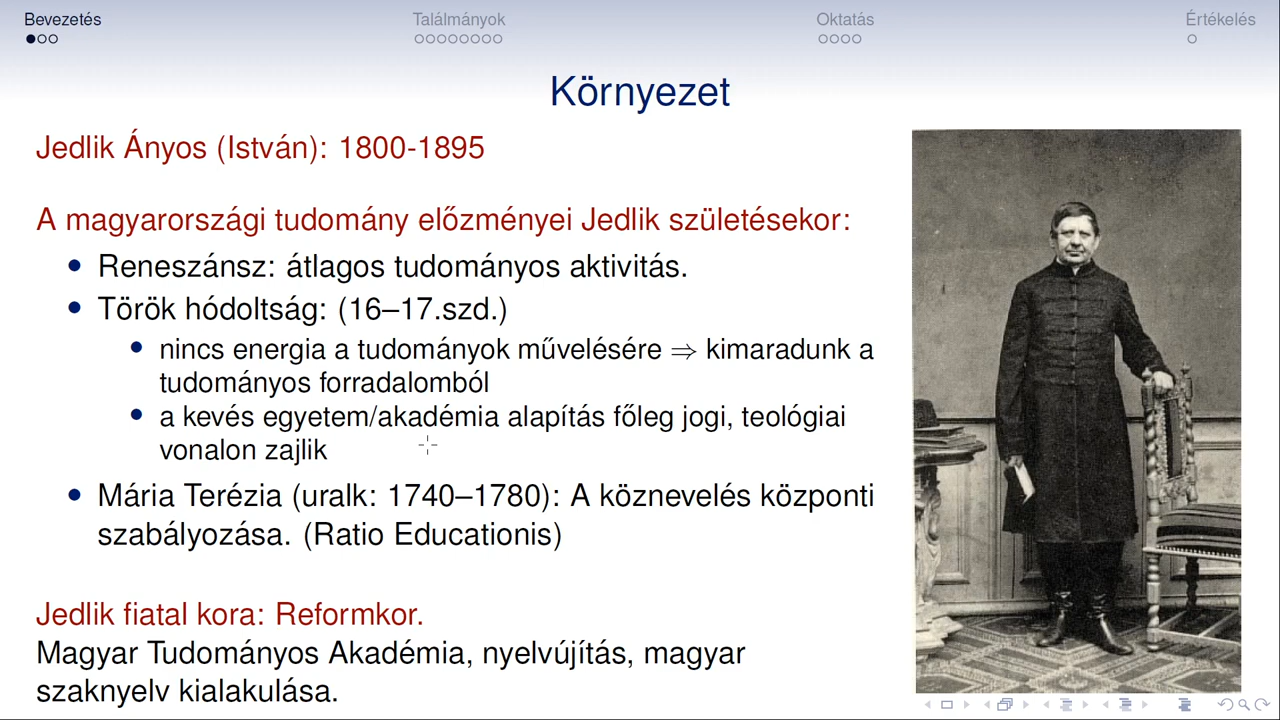 Bevezetés
Találmányok
Oktatás
Értékelés
Környezet
Jedlik Ányos (István): 1800-1895
A magyarországi tudomány előzményei Jedlik születésekor:
Reneszánsz: átlagos tudományos aktivitás.
Török hódoltság: (16–17.szd.)
nincs energia a tudományok művelésére ⇒ kimaradunk a
tudományos forradalomból
a kevés egyetem/akadémia alapítás főleg jogi, teológiai
vonalon zajlik
Mária Terézia (uralk: 1740–1780): A köznevelés központi
szabályozása. (Ratio Educationis)
Jedlik fiatal kora: Reformkor.
Magyar Tudományos Akadémia, nyelvújítás, magyar
szaknyelv kialakulása.